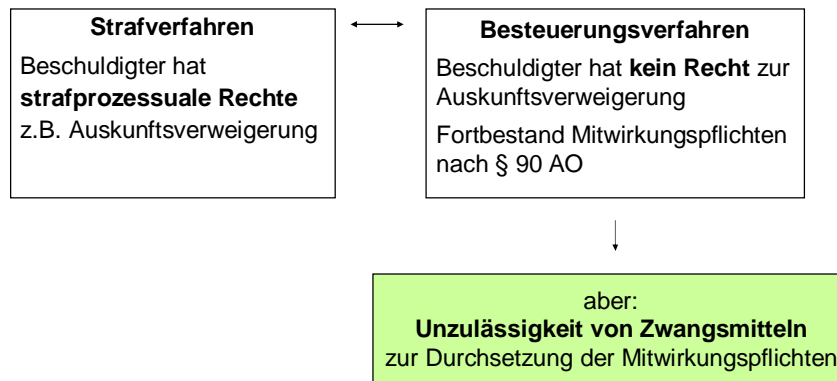 Strafverfahren
Beschuldigter hat
strafprozessuale Rechte
z.B. Auskunftsverweigerung
Besteuerungsverfahren
Beschuldigter hat kein Recht zur
Auskunftsverweigerung
Fortbestand Mitwirkungspflichten
nach § 90 AO
aber:
Unzulässigkeit von Zwangsmitteln
zur Durchsetzung der Mitwirkungspflichten